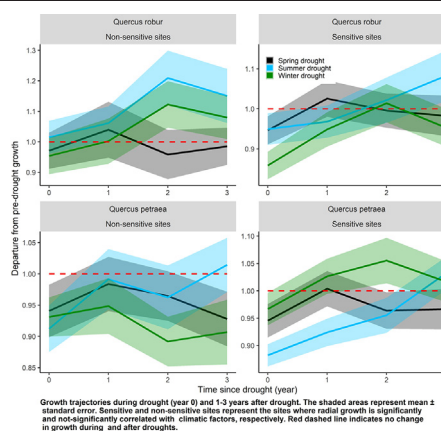 Quercus robur
Non-sensitive sites
Quercus robur
Sensitive sites
1.3
1.2
1.1
1.0
0.9
0
1
2
3
1.1
1.0
0.9
0
1
2
Spring drought
Summer drought
Winter drought
Departure from pre-drought growth
Quercus petraea
Non-sensitive sites
Quercus petraea
Sensitive sites
1.05
1.00
0.95
0.90
0.85
0
1
2
3
1.10
1.05
1.00
0.95
0.90
0
1
2
Time since drought (year)
Growth trajectories during drought (year 0) and 1-3 years after drought. The shaded areas represent mean ±
standard error. Sensitive and non-sensitive sites represent the sites where radial growth is significantly
and not-significantly correlated with climatic factors, respectively. Red dashed line indicates no change
in growth during and after droughts.